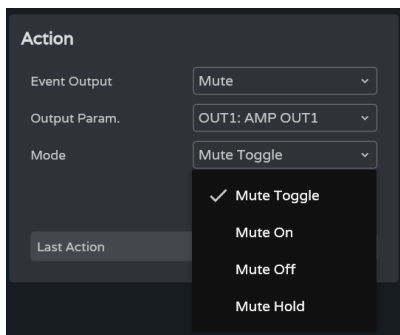 Action
Event Output
Mute
Output Param.
OUT1: AMP OUT1
Mode
Mute Toggle
Mute Toggle
Mute On
Last Action
Mute Off
Mute Hold